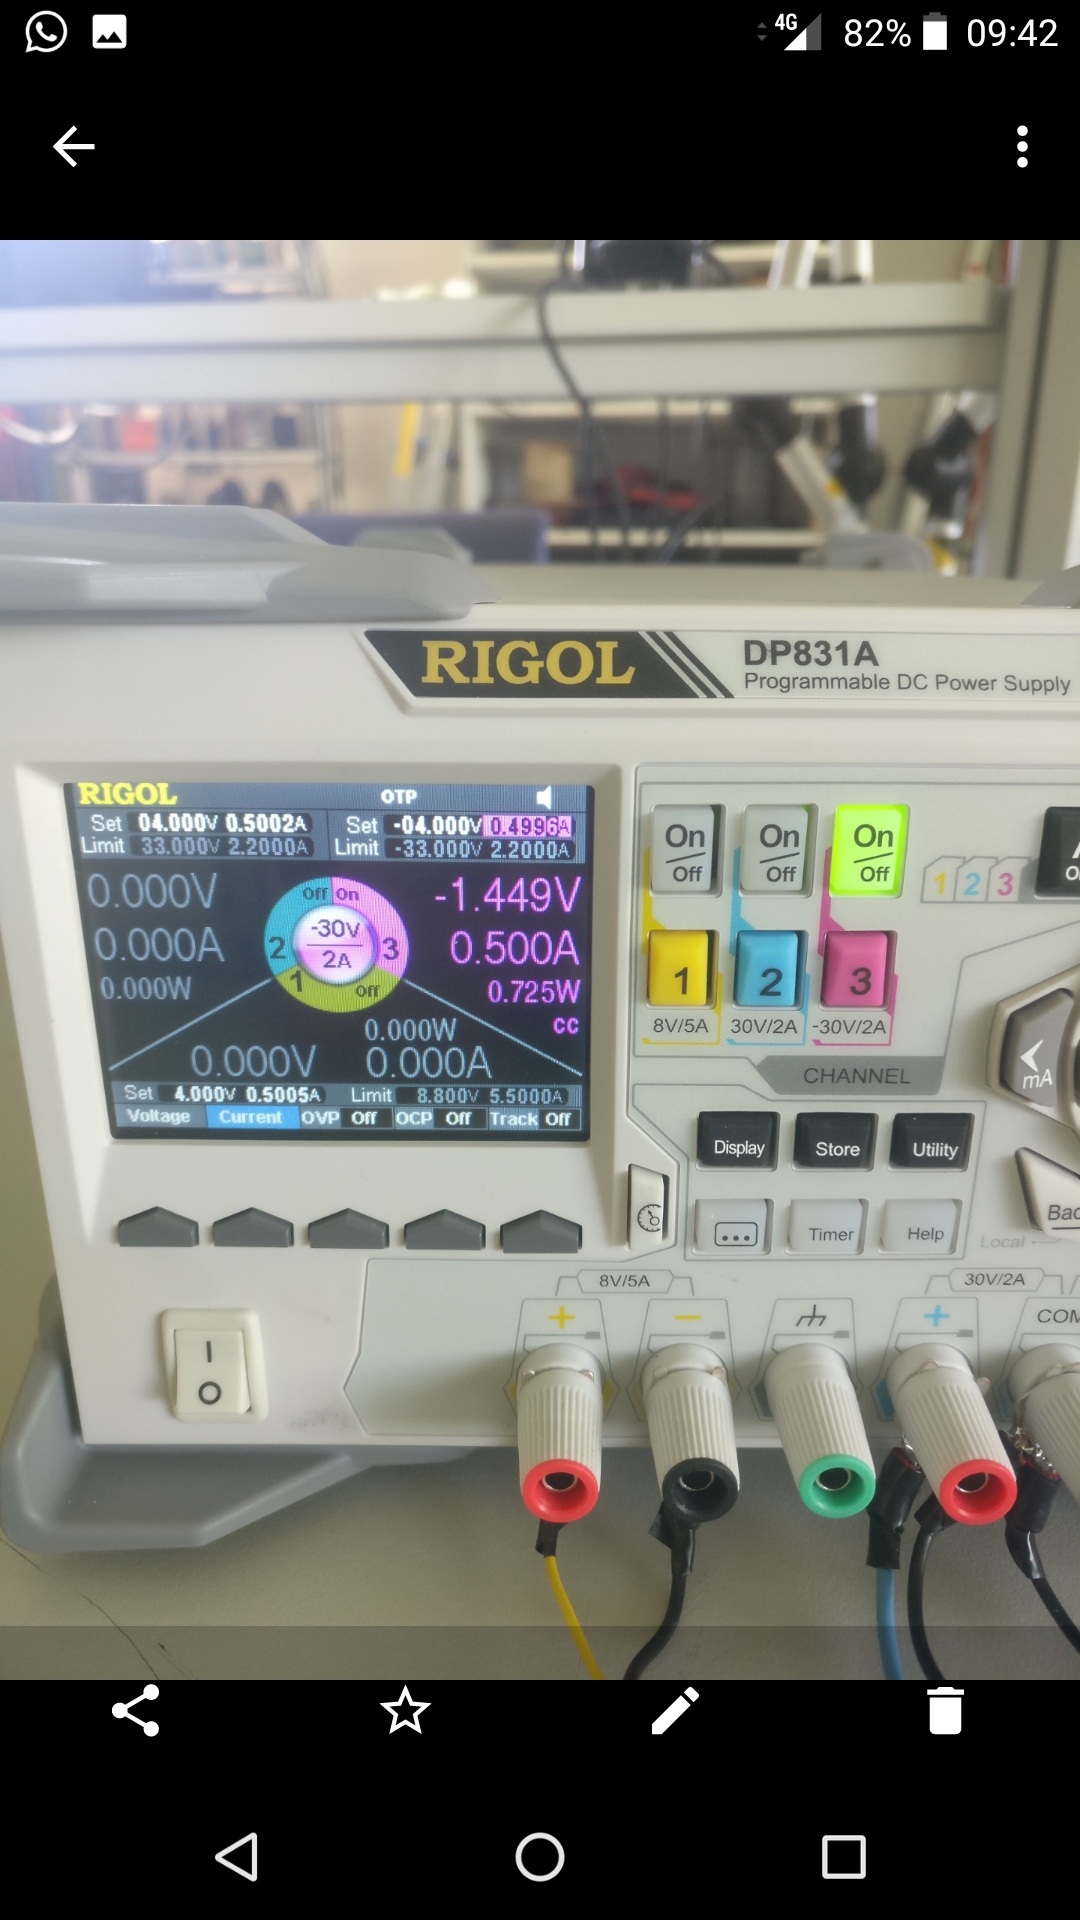 4G 82% 09:42
RIGOL
DP831A
Programmable DC Power Supply
RIGOL OTP
Set 04.000V 0.5002A
Limit 33.000V 2.2000A
Set -04.000V 0.4996A
Limit -33.000V 2.2000A
0.000V
0.000A
0.000W
Off On
-30V
2A
2 3
1 Off
-1.449V
0.500A
0.725W
CC
0.000W
0.000V 0.000A
Set 4.000V 0.5005A Limit 8.800V 5.5000A
Voltage Current OVP Off OCP Off Track Off
On
Off
On
Off
On
Off
1 2 3
1 2 3
8V/5A 30V/2A -30V/2A
CHANNEL
mA
Display Store Utility
... Timer Help
Local
8V/5A 30V/2A
+ - +
I
O